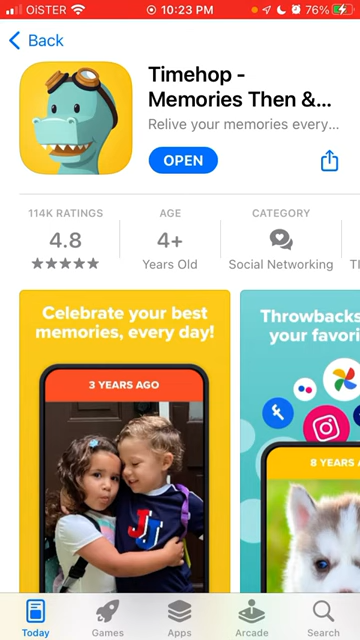 OiSTER 10:23 PM 76%
Back
Timehop -
Memories Then &...
Relive your memories every...
OPEN
114K RATINGS AGE CATEGORY
4.8 4+
Years Old Social Networking
Celebrate your best
memories, every day!
3 YEARS AGO
JJ
Throwbacks
your favori
8 YEARS A
Today Games Apps Arcade Search